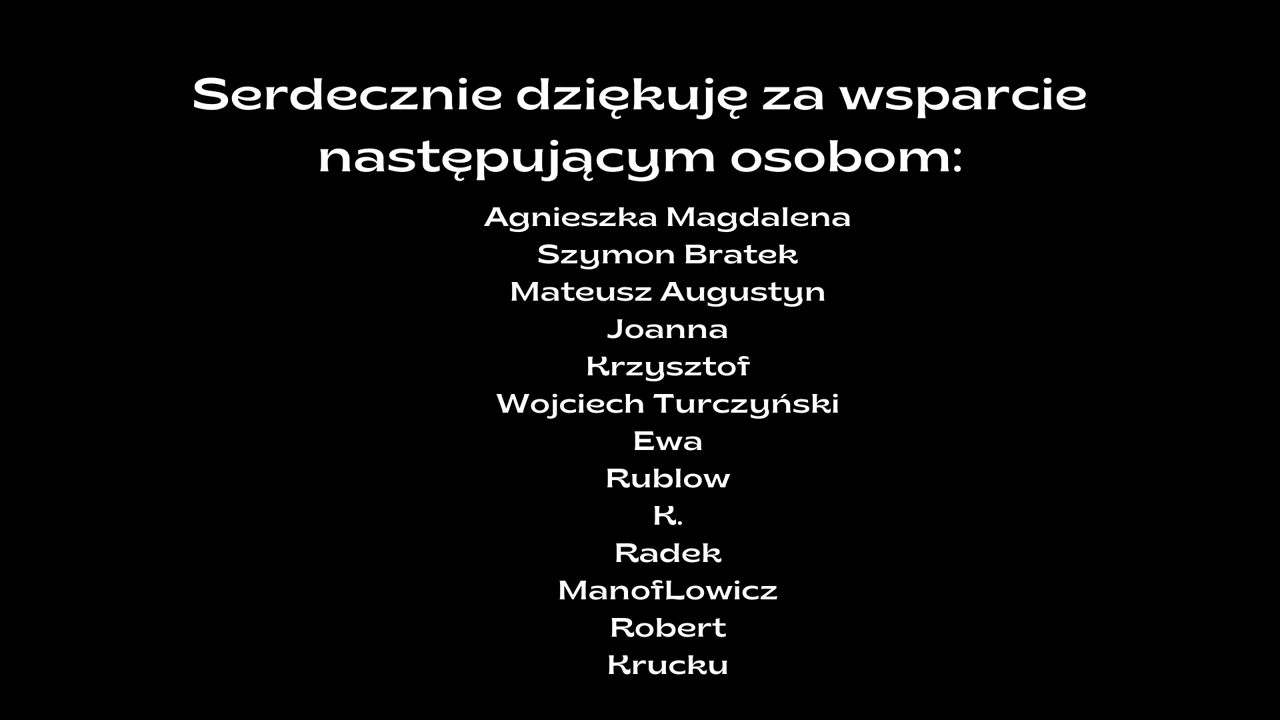 Serdecznie dziękuję za wsparcie
następującym osobom:
Agnieszka Magdalena
Szymon Bratek
Mateusz Augustyn
Joanna
Krzysztof
Wojciech Turczyński
Ewa
Rublow
K.
Radek
ManofLowicz
Robert
Krucku